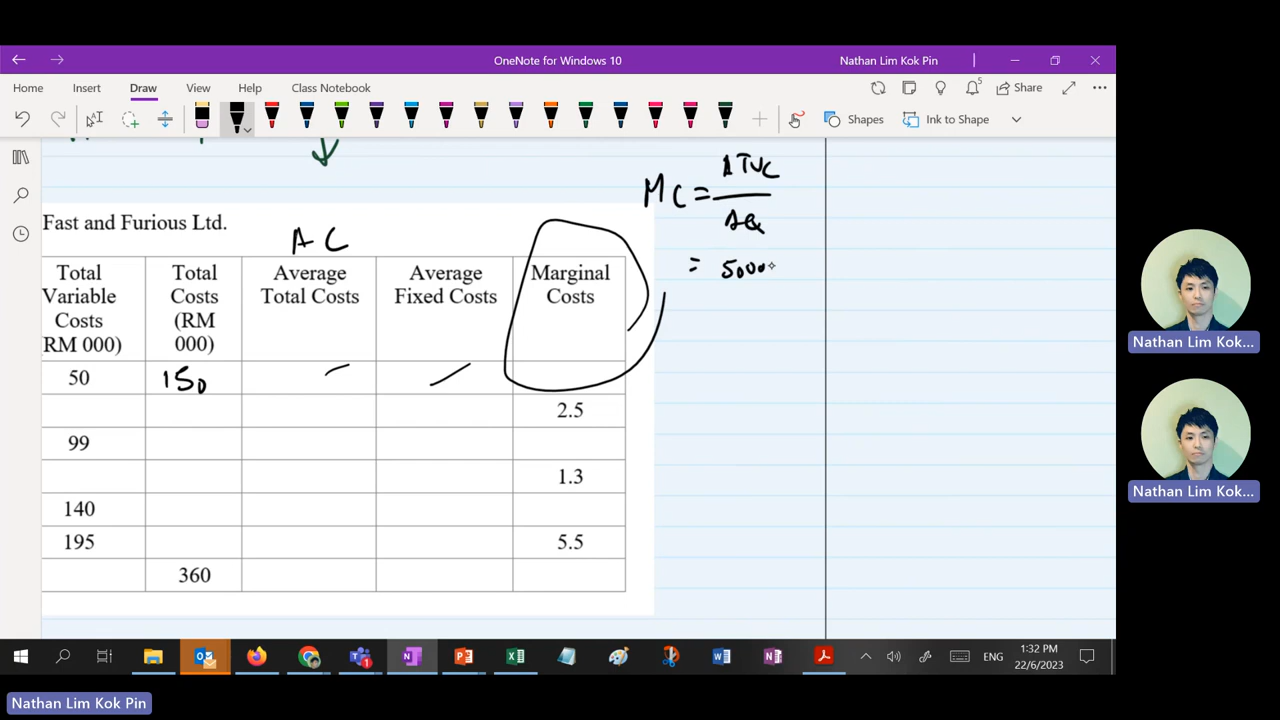 OneNote for Windows 10
Nathan Lim Kok Pin
Home Insert Draw View Help Class Notebook
5
Share
Shapes
Ink to Shape
MC = ΔTVC
ΔQ
= 50000
Fast and Furious Ltd.
AC
Total Variable Costs RM 000) Total Costs (RM 000) Average Total Costs Average Fixed Costs Marginal Costs
50 150
2.5
99
1.3
140
195 5.5
360
Nathan Lim Kok...
Nathan Lim Kok...
1
ENG
1:32 PM
22/6/2023
Nathan Lim Kok Pin